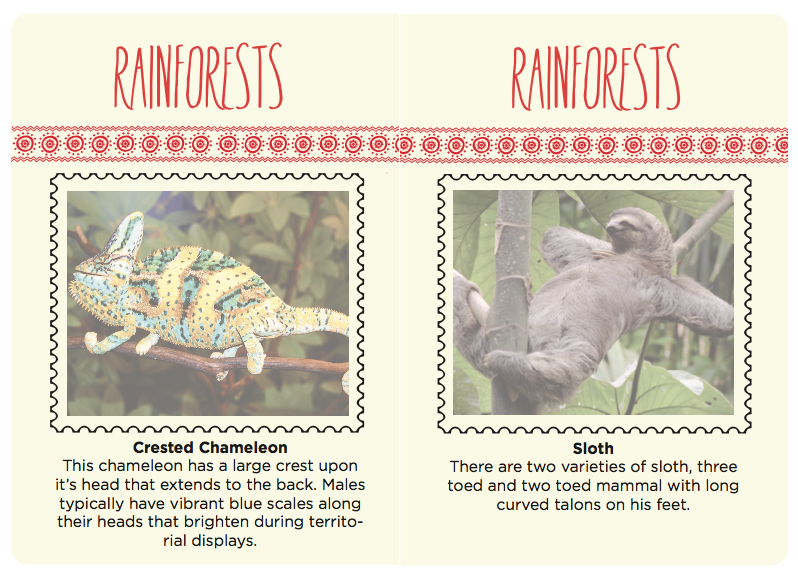 RAINFORESTS
Crested Chameleon
This chameleon has a large crest upon
it's head that extends to the back. Males
typically have vibrant blue scales along
their heads that brighten during territo-
rial displays.
RAINFORESTS
Sloth
There are two varieties of sloth, three
toed and two toed mammal with long
curved talons on his feet.